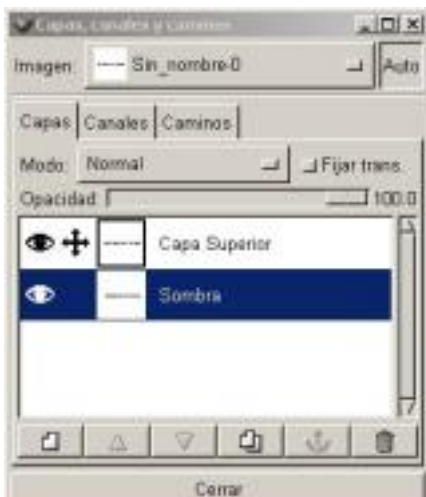 Capas, canales y caminos
Imagen: Sin_nombre-0 Auto
Capas Canales Caminos
Modo: Normal Fijar trans.
Opacidad: 100.0
Capa Superior
Sombra
Cerrar